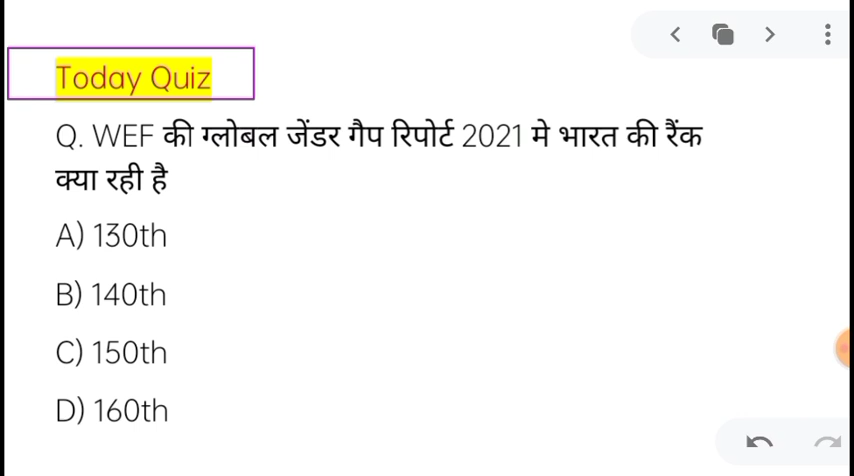 Today Quiz
Q. WEF की ग्लोबल जेंडर गैप रिपोर्ट 2021 मे भारत की रैंक
क्या रही है
A) 130th
B) 140th
C) 150th
D) 160th